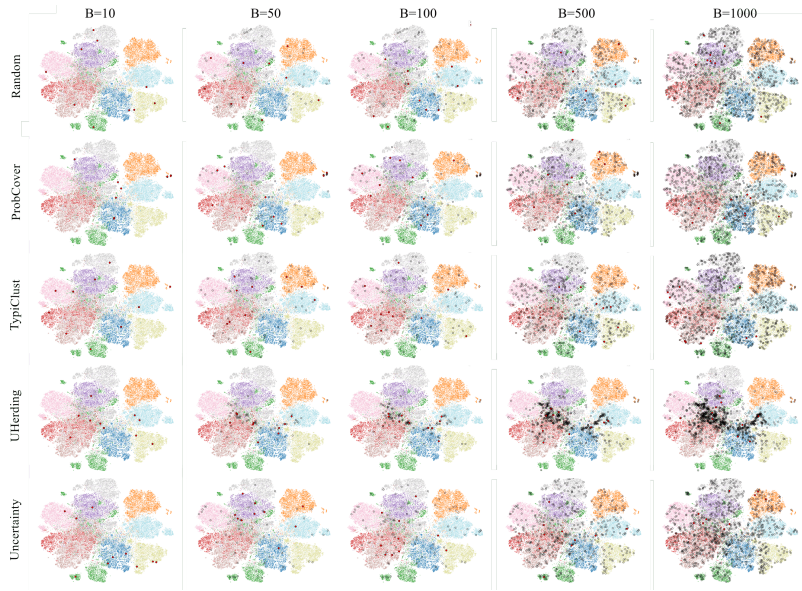 B=10 B=50 B=100 B=500 B=1000
Random
ProbCover
TypiClust
UHerding
Uncertainty